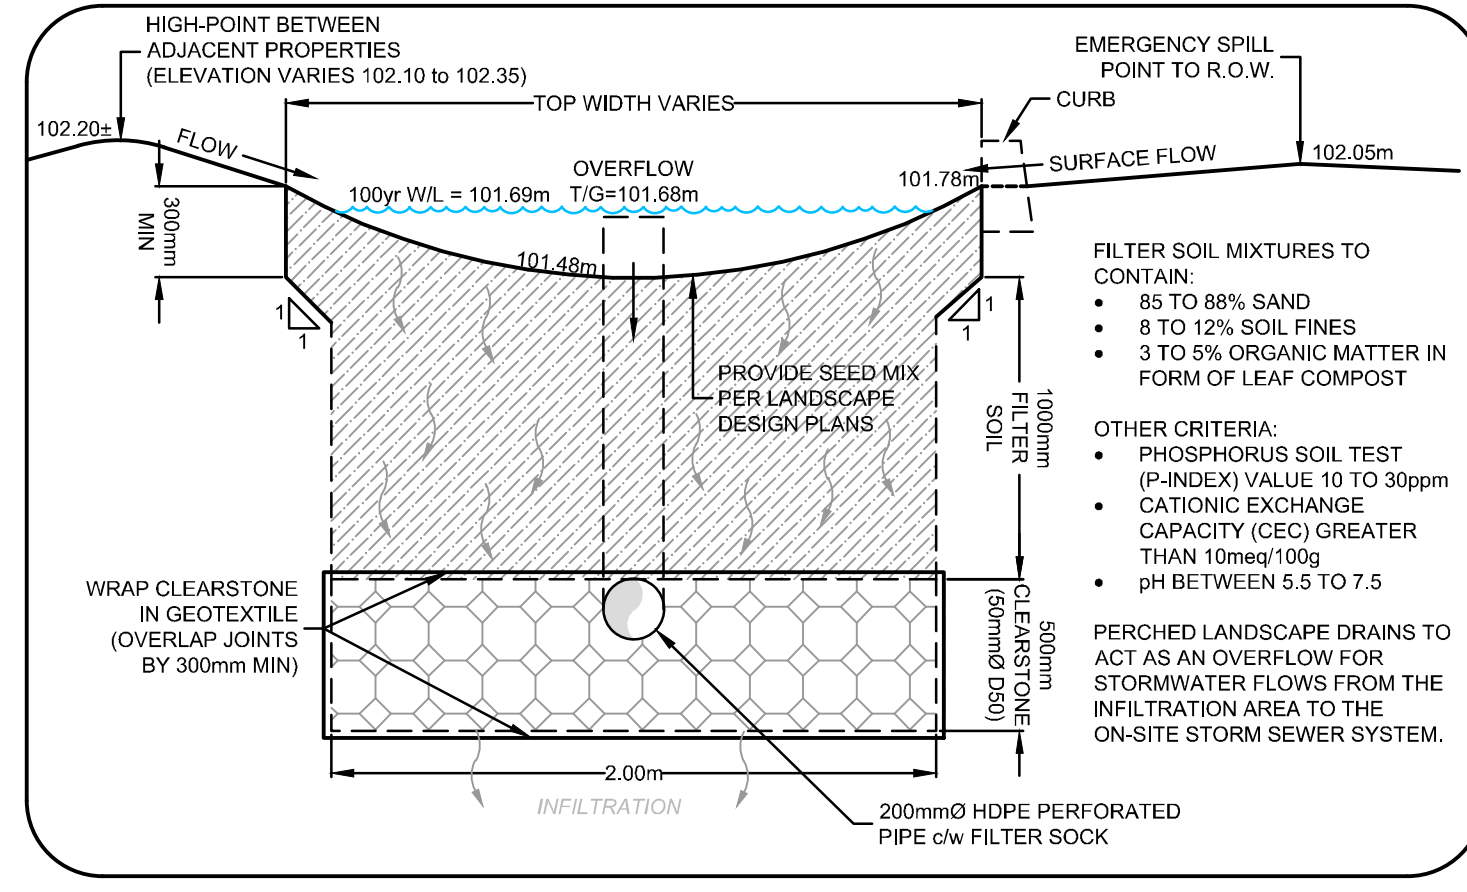 HIGH-POINT BETWEEN
ADJACENT PROPERTIES
(ELEVATION VARIES 102.10 to 102.35)
EMERGENCY SPILL
POINT TO R.O.W.
CURB
TOP WIDTH VARIES
102.20±
FLOW
OVERFLOW
T/G=101.68m
100yr W/L = 101.69m
SURFACE FLOW
102.05m
101.78m
300mm
MIN
101.48m
1
1
1
1
PROVIDE SEED MIX
PER LANDSCAPE
DESIGN PLANS
1000mm
FILTER
SOIL
FILTER SOIL MIXTURES TO
CONTAIN:
• 85 TO 88% SAND
• 8 TO 12% SOIL FINES
• 3 TO 5% ORGANIC MATTER IN
FORM OF LEAF COMPOST
OTHER CRITERIA:
• PHOSPHORUS SOIL TEST
(P-INDEX) VALUE 10 TO 30ppm
• CATIONIC EXCHANGE
CAPACITY (CEC) GREATER
THAN 10meq/100g
• pH BETWEEN 5.5 TO 7.5
PERCHED LANDSCAPE DRAINS TO
ACT AS AN OVERFLOW FOR
STORMWATER FLOWS FROM THE
INFILTRATION AREA TO THE
ON-SITE STORM SEWER SYSTEM.
WRAP CLEARSTONE
IN GEOTEXTILE
(OVERLAP JOINTS
BY 300mm MIN)
500mm
CLEARSTONE
(50mmØ D50)
2.00m
INFILTRATION
200mmØ HDPE PERFORATED
PIPE c/w FILTER SOCK